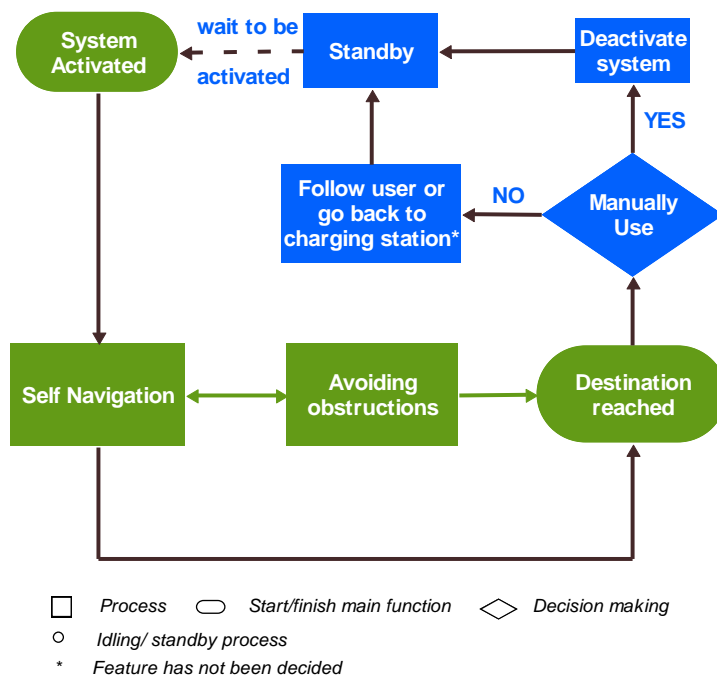 System
Activated
wait to be
activated
Standby
Deactivate
system
YES
Follow user or
go back to
charging station*
NO
Manually
Use
Self Navigation
Avoiding
obstructions
Destination
reached
Process
Start/finish main function
Decision making
Idling/ standby process
* Feature has not been decided